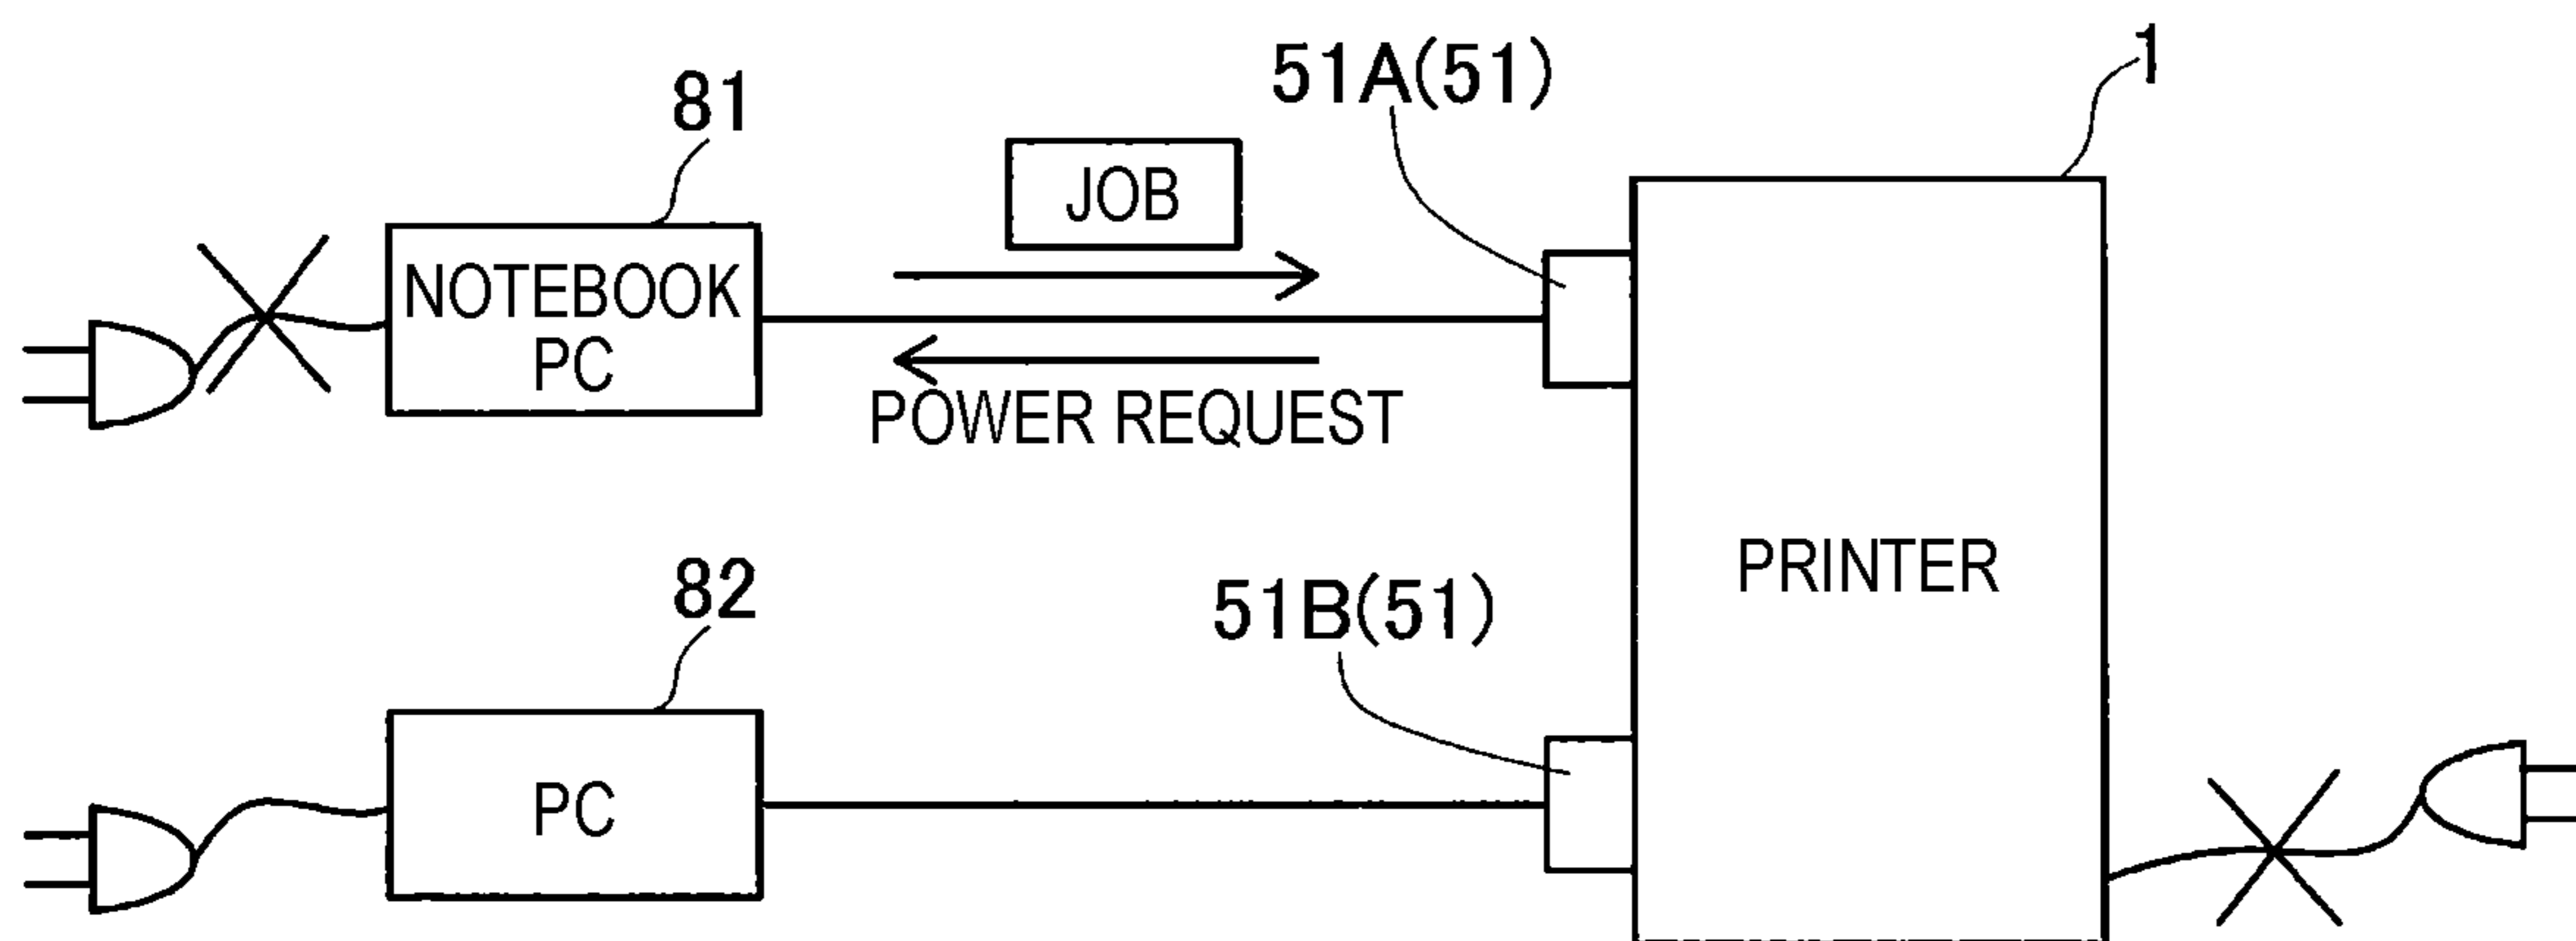 1
51A(51)
81
JOB
NOTEBOOK
PC
POWER REQUEST
PRINTER
82
51B(51)
PC